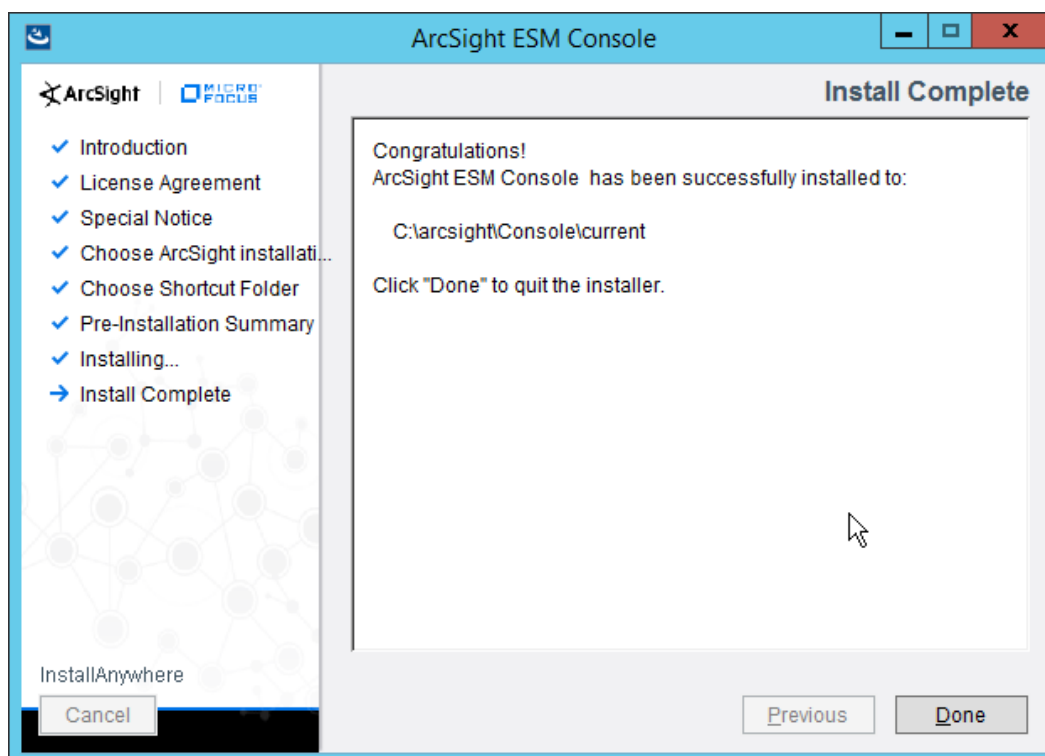 ArcSight ESM Console
ArcSight
MICRO FOCUS
Install Complete
Introduction
License Agreement
Special Notice
Choose ArcSight installati...
Choose Shortcut Folder
Pre-Installation Summary
Installing...
Install Complete
Congratulations!
ArcSight ESM Console has been successfully installed to:
C:\arcsight\Console\current
Click "Done" to quit the installer.
InstallAnywhere
Cancel
Previous
Done